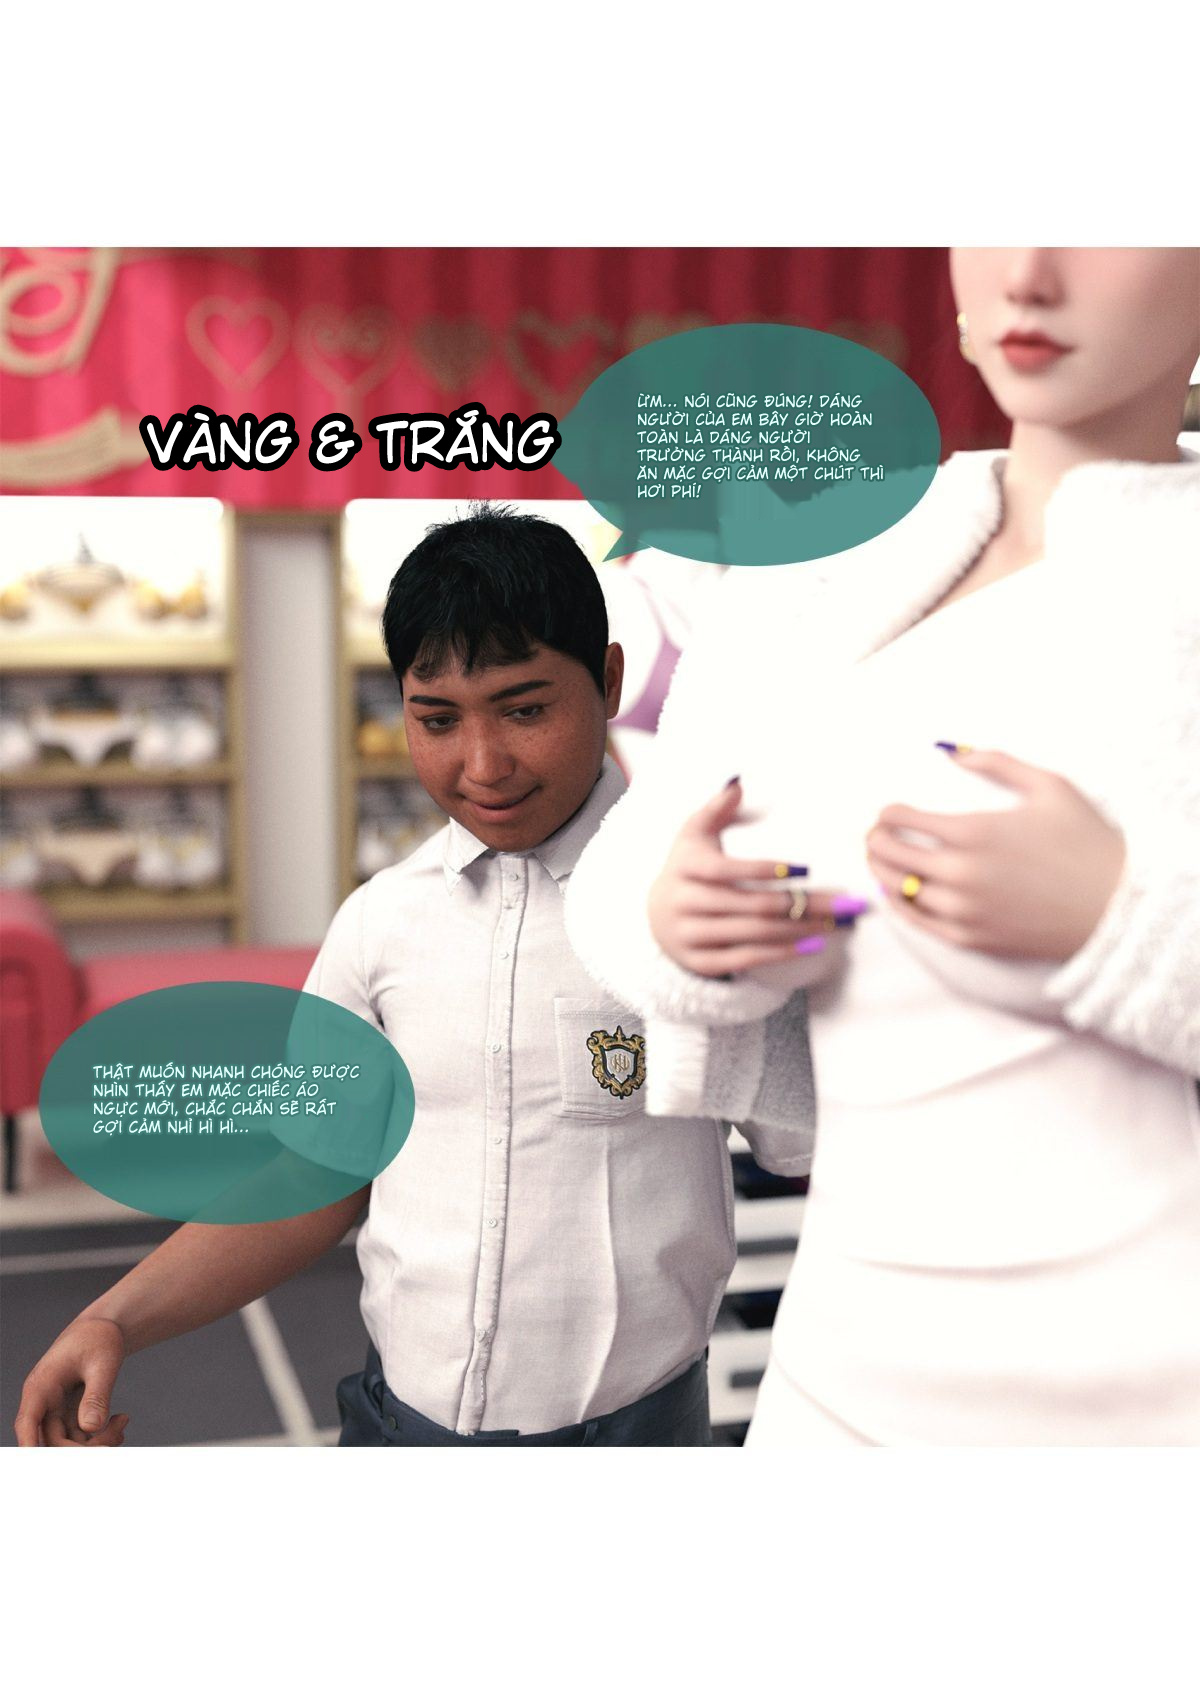 VÀNG & TRẮNG
ỪM... NÓI CŨNG ĐÚNG! DÁNG
NGƯỜI CỦA EM BÂY GIỜ HOÀN
TOÀN LÀ DÁNG NGƯỜI
TRƯỞNG THÀNH RỒI, KHÔNG
ĂN MẶC GỢI CẢM MỘT CHÚT THÌ
HƠI PHÍ!
THẬT MUỐN NHANH CHÓNG ĐƯỢC
NHÌN THẤY EM MẶC CHIẾC ÁO
NGỰC MỚI, CHẮC CHẮN SẼ RẤT
GỢI CẢM NHỈ HÌ HÌ...